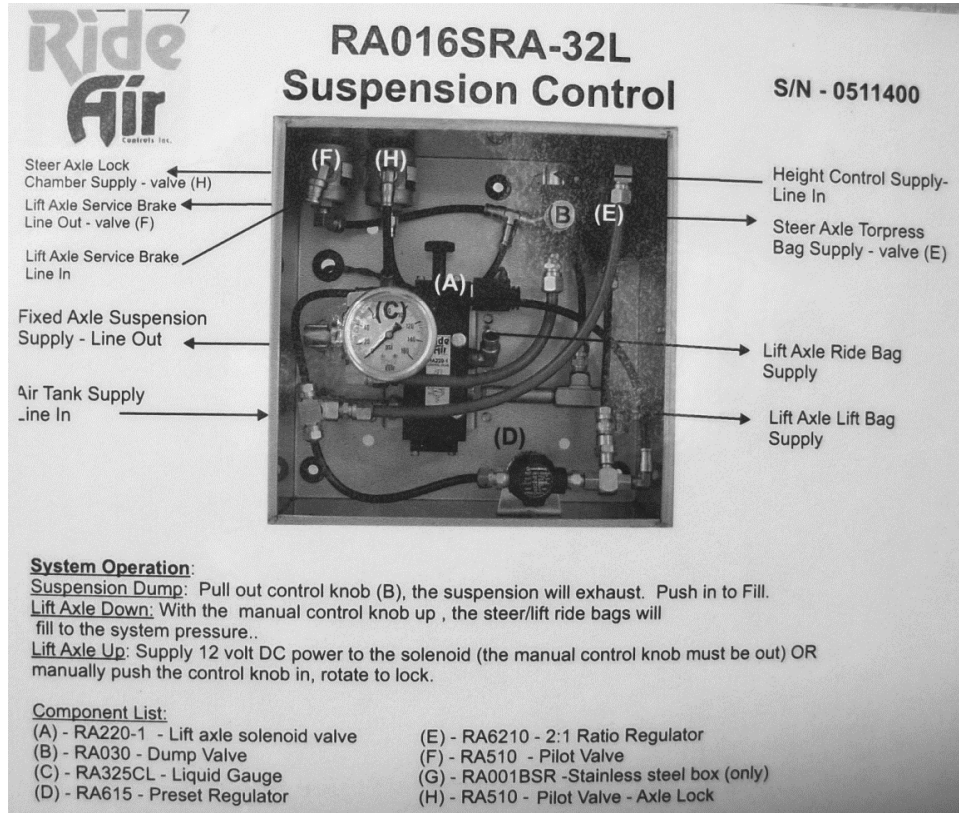 Ride
Air
Controls Inc.
RA016SRA-32L
Suspension Control
S/N - 0511400
Steer Axle Lock
Chamber Supply - valve (H)
Lift Axle Service Brake
Line Out - valve (F)
Lift Axle Service Brake
Line In
Fixed Axle Suspension
Supply - Line Out
Air Tank Supply
Line In
(F)
(H)
B
(E)
(A)
(C)
(D)
Ride
Air
psi
120
140
160
Height Control Supply-
Line In
Steer Axle Torpress
Bag Supply - valve (E)
Lift Axle Ride Bag
Supply
Lift Axle Lift Bag
Supply
System Operation:
Suspension Dump: Pull out control knob (B), the suspension will exhaust. Push in to Fill.
Lift Axle Down: With the manual control knob up , the steer/lift ride bags will
fill to the system pressure..
Lift Axle Up: Supply 12 volt DC power to the solenoid (the manual control knob must be out) OR
manually push the control knob in, rotate to lock.
Component List:
(A) - RA220-1 - Lift axle solenoid valve
(B) - RA030 - Dump Valve
(C) - RA325CL - Liquid Gauge
(D) - RA615 - Preset Regulator
(E) - RA6210 - 2:1 Ratio Regulator
(F) - RA510 - Pilot Valve
(G) - RA001BSR -Stainless steel box (only)
(H) - RA510 - Pilot Valve - Axle Lock